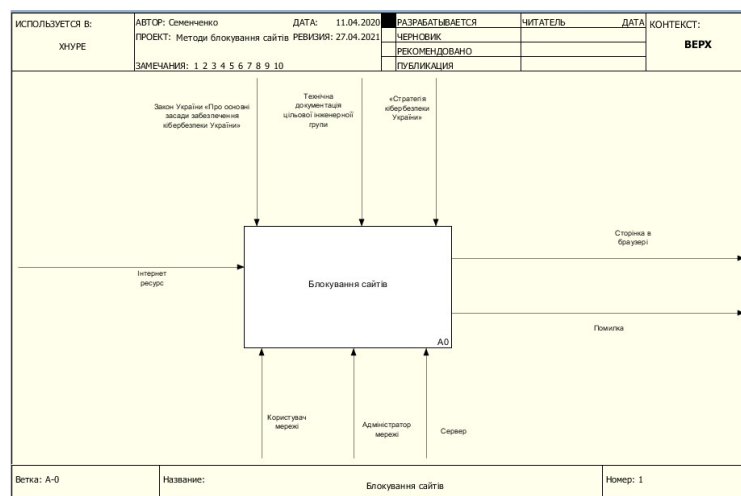 ИСПОЛЬЗУЕТСЯ В:
ХНУРЕ
АВТОР: Семенченко
ДАТА: 11.04.2020
ПРОЕКТ: Методи блокування сайтів
РЕВИЗИЯ: 27.04.2021
ЗАМЕЧАНИЯ: 1 2 3 4 5 6 7 8 9 10
РАЗРАБАТЫВАЕТСЯ
ЧЕРНОВИК
РЕКОМЕНДОВАНО
ПУБЛИКАЦИЯ
ЧИТАТЕЛЬ
ДАТА
КОНТЕКСТ:
ВЕРХ
Закон України «Про основні
засади забезпечення
кібербезпеки України»
Технічна
документація
цільової інженерної
групи
«Стратегія
кібербезпеки
України»
Інтернет
ресурс
Блокування сайтів
A0
Сторінка в
браузері
Помилка
Користувач
мережі
Адміністратор
мережі
Сервер
Ветка: A-0
Название:
Блокування сайтів
Номер: 1